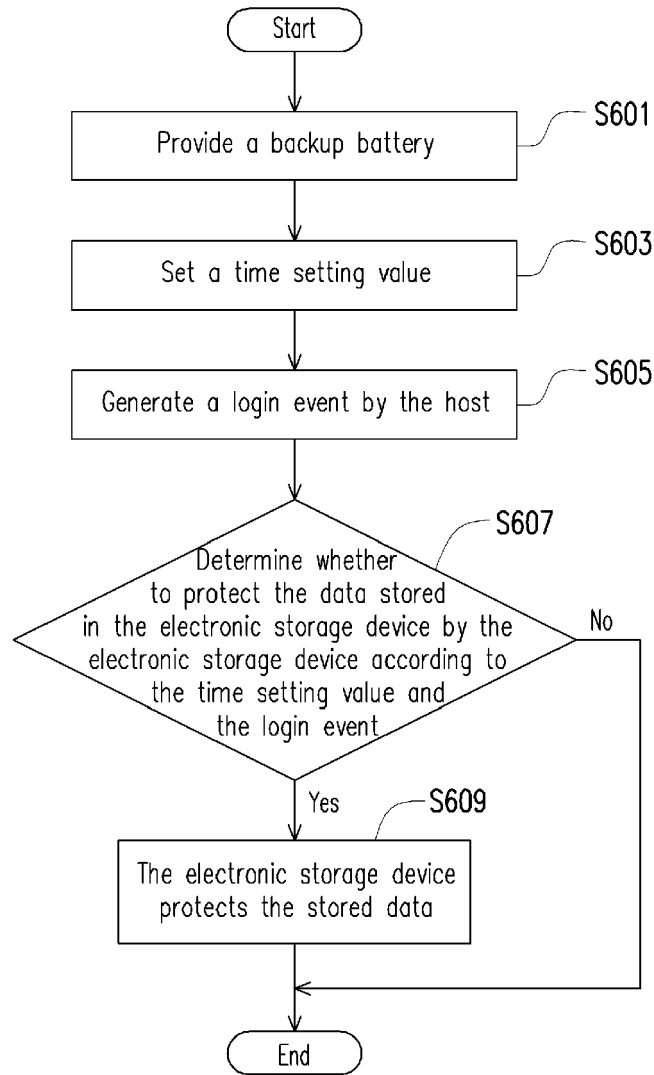 Start
Provide a backup battery
S601
Set a time setting value
S603
Generate a login event by the host
S605
S607
Determine whether
to protect the data stored
in the electronic storage device by the
electronic storage device according to
the time setting value and
the login event
No
Yes
S609
The electronic storage device
protects the stored data
End